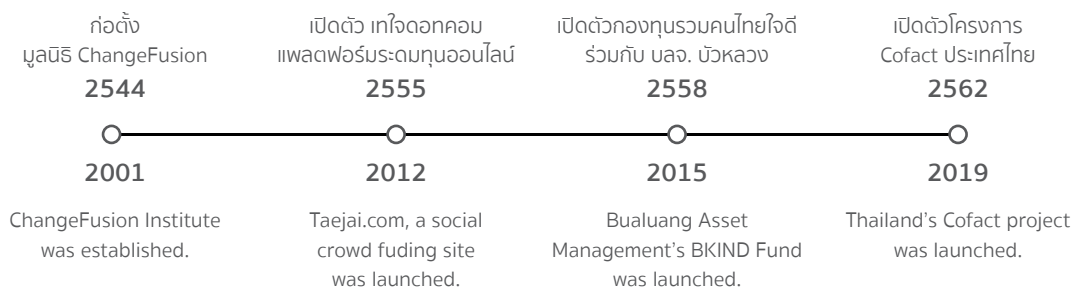 ก่อตั้ง
มูลนิธิ ChangeFusion
2544
2001
ChangeFusion Institute
was established.
เปิดตัว เทใจดอทคอม
แพลตฟอร์มระดมทุนออนไลน์
2555
2012
Taejai.com, a social
crowd fuding site
was launched.
เปิดตัวกองทุนรวมคนไทยใจดี
ร่วมกับ บลจ. บัวหลวง
2558
2015
Bualuang Asset
Management's BKIND Fund
was launched.
เปิดตัวโครงการ
Cofact ประเทศไทย
2562
2019
Thailand's Cofact project
was launched.